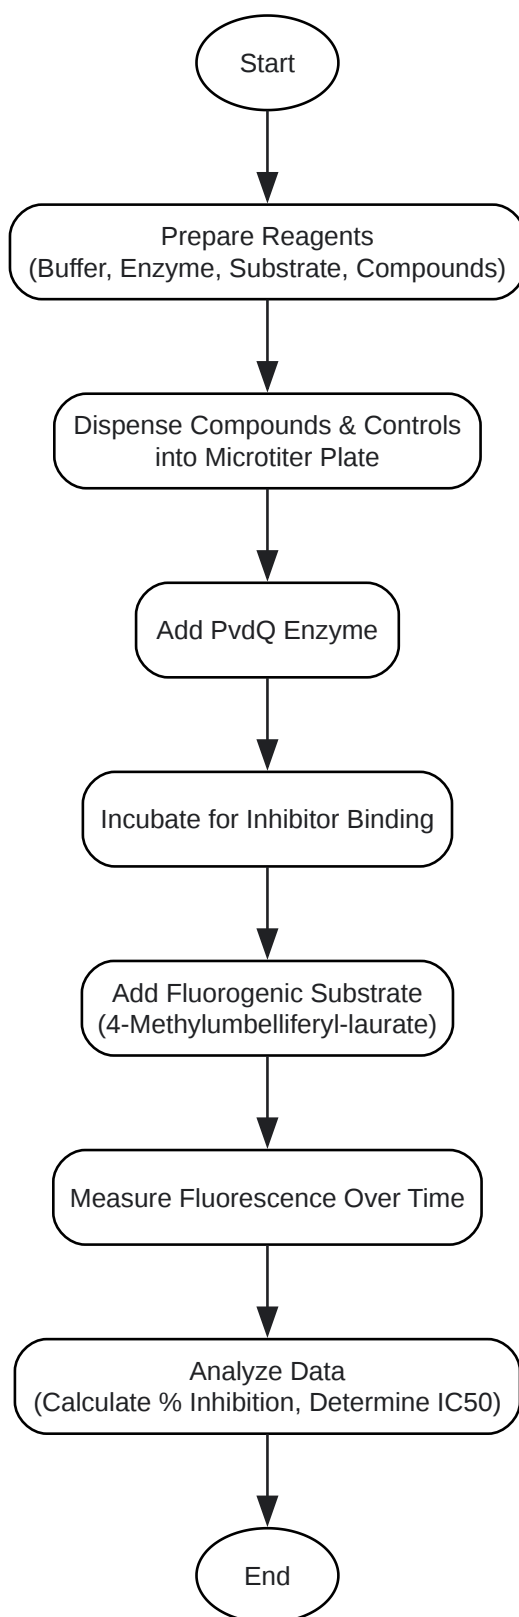 Start
Prepare Reagents
(Buffer, Enzyme, Substrate, Compounds)
Dispense Compounds & Controls
into Microtiter Plate
Add PvdQ Enzyme
Incubate for Inhibitor Binding
Add Fluorogenic Substrate
(4-Methylumbelliferyl-laurate)
Measure Fluorescence Over Time
Analyze Data
(Calculate % Inhibition, Determine IC50)
End